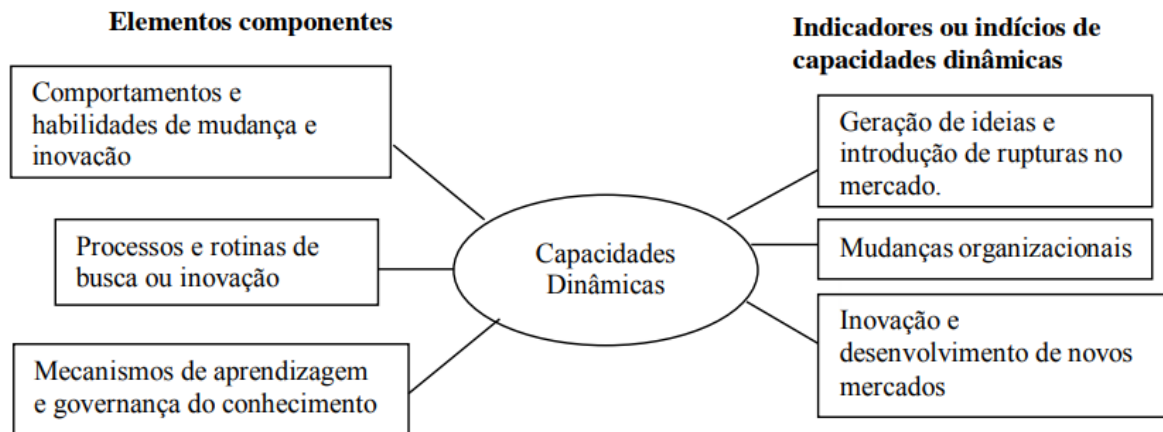 Elementos componentes
Comportamentos e
habilidades de mudança e
inovacão
Processos e rotinas de
busca ou inovação
Mecanismos de aprendizagem
e governança do conhecimento
Capacidades
Dinâmicas
Indicadores ou indícios de
capacidades dinâmicas
Geração de ideias e
introdução de rupturas no
mercado.
Mudanças organizacionais
Inovação e
desenvolvimento de novos
mercados